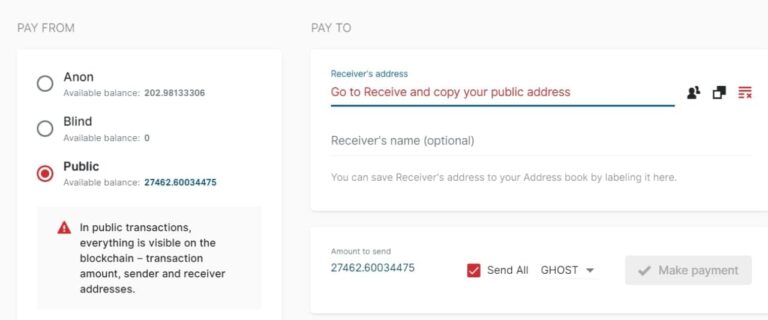 PAY FROM
Anon
Available balance: 202.98133306
Blind
Available balance: 0
Public
Available balance: 27462.60034475
In public transactions,
everything is visible on the
blockchain – transaction
amount, sender and receiver
addresses.
PAY TO
Receiver's address
Go to Receive and copy your public address
Receiver's name (optional)
You can save Receiver's address to your Address book by labeling it here.
Amount to send
27462.60034475
Send All
GHOST
Make payment